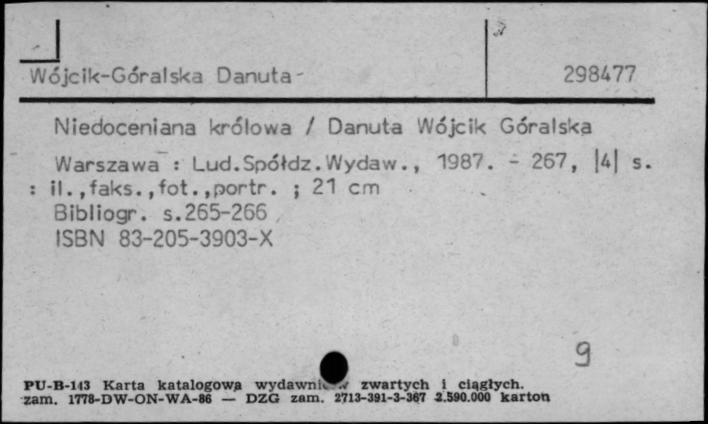 Wójcik-Góralska Danuta 298477
Niedoceniana królowa / Danuta Wójcik Góralska
Warszawa : Lud.Spółdz.Wydaw., 1987. - 267, |4| s.
: il.,faks.,fot.,portr. ; 21 cm
Bibliogr. s.265-266
ISBN 83-205-3903-X
9
PU-B-143 Karta katalogowa zwartych i ciągłych.
zam. 1778-DW-ON-WA-86 — DZG zam. 2713-391-3-367 2.590.000 karton